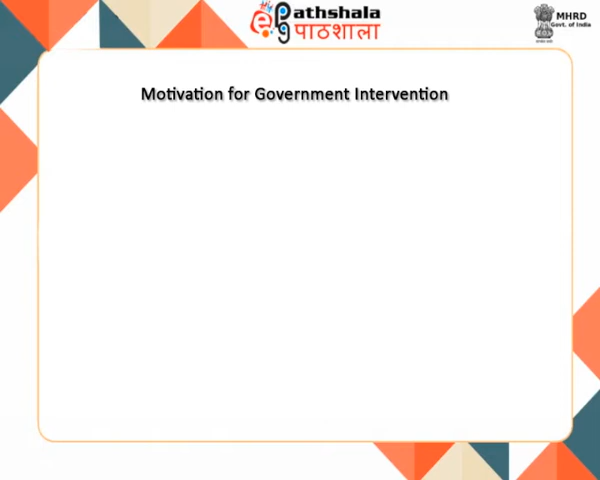 ePathshala
पाठशाला
MHRD
Govt. of India
Motivation for Government Intervention